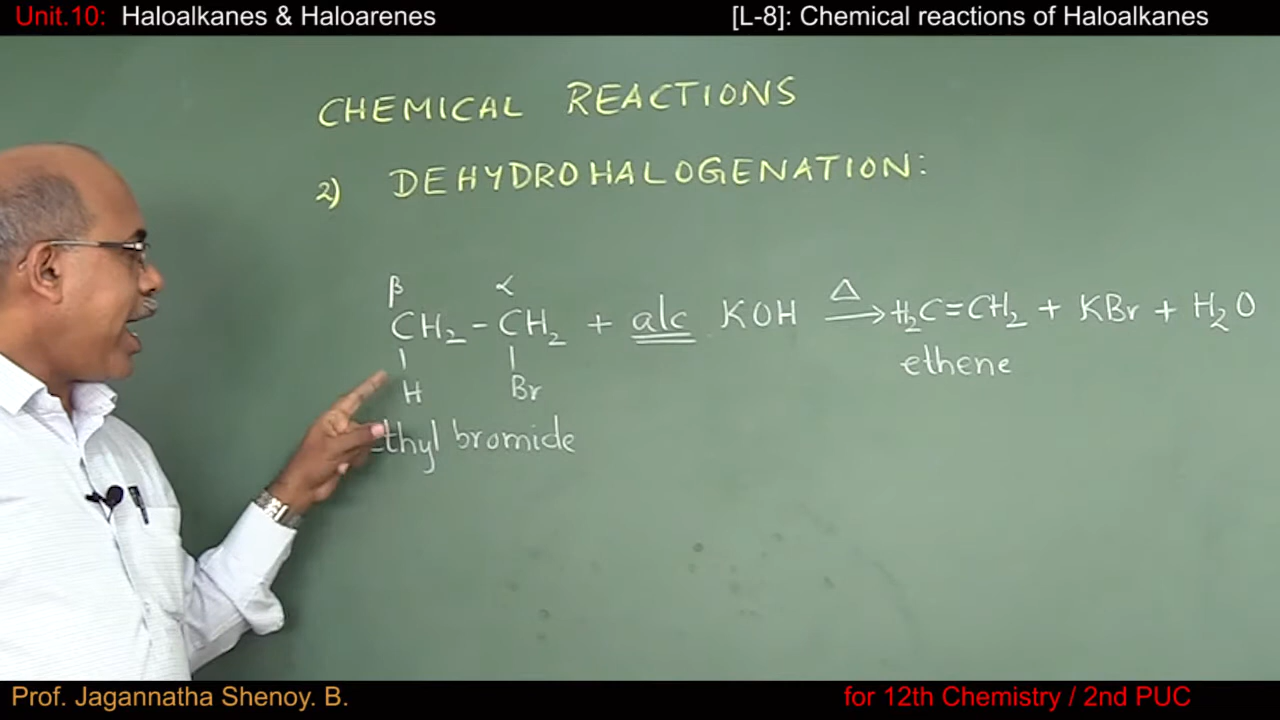 Unit.10: Haloalkanes & Haloarenes [L-8]: Chemical reactions of Haloalkanes
CHEMICAL REACTIONS
2) DEHYDROHALOGENATION:
β α Δ
CH₂ - CH₂ + alc KOH → H₂C=CH₂ + KBr + H₂O
H Br ethene
thyl bromide
Prof. Jagannatha Shenoy. B. for 12th Chemistry / 2nd PUC